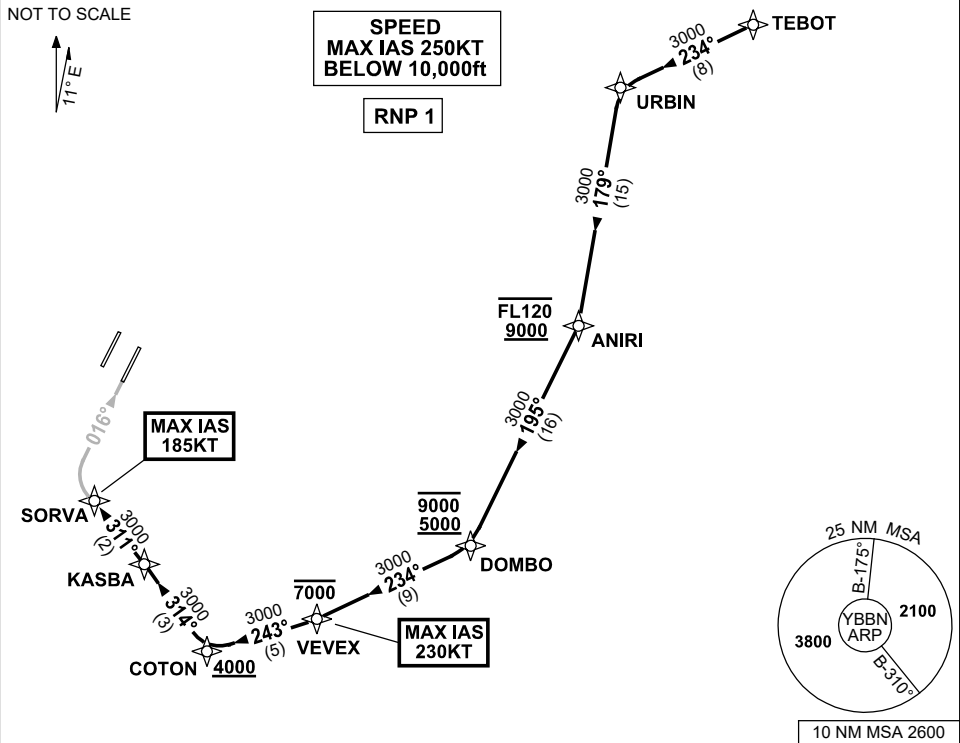 NOT TO SCALE
11° E
SPEED
MAX IAS 250KT
BELOW 10,000ft
RNP 1
TEBOT
3000
234°
(8)
URBIN
3000
179°
(15)
FL120
9000
ANIRI
3000
195°
(16)
9000
5000
DOMBO
3000
234°
(9)
7000
VEVEX
MAX IAS
230KT
3000
243°
(5)
COTON
4000
3000
314°
(3)
KASBA
3000
311°
(2)
SORVA
MAX IAS
185KT
016°
25 NM MSA
B-175°
2100
YBBN
ARP
3800
B-310°
10 NM MSA 2600